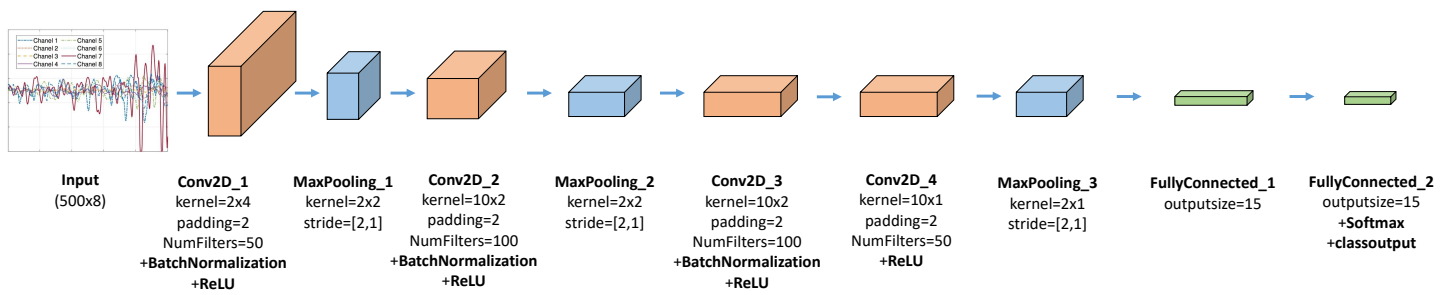 Chanel 1
Chanel 2
Chanel 3
Chanel 4
Chanel 5
Chanel 6
Chanel 7
Chanel 8
Input
(500x8)
Conv2D_1
kernel=2x4
padding=2
NumFilters=50
+BatchNormalization
+ReLU
MaxPooling_1
kernel=2x2
stride=[2,1]
Conv2D_2
kernel=10x2
padding=2
NumFilters=100
+BatchNormalization
+ReLU
MaxPooling_2
kernel=2x2
stride=[2,1]
Conv2D_3
kernel=10x2
padding=2
NumFilters=100
+BatchNormalization
+ReLU
Conv2D_4
kernel=10x1
padding=2
NumFilters=50
+ReLU
MaxPooling_3
kernel=2x1
stride=[2,1]
FullyConnected_1
outputsize=15
FullyConnected_2
outputsize=15
+Softmax
+classoutput